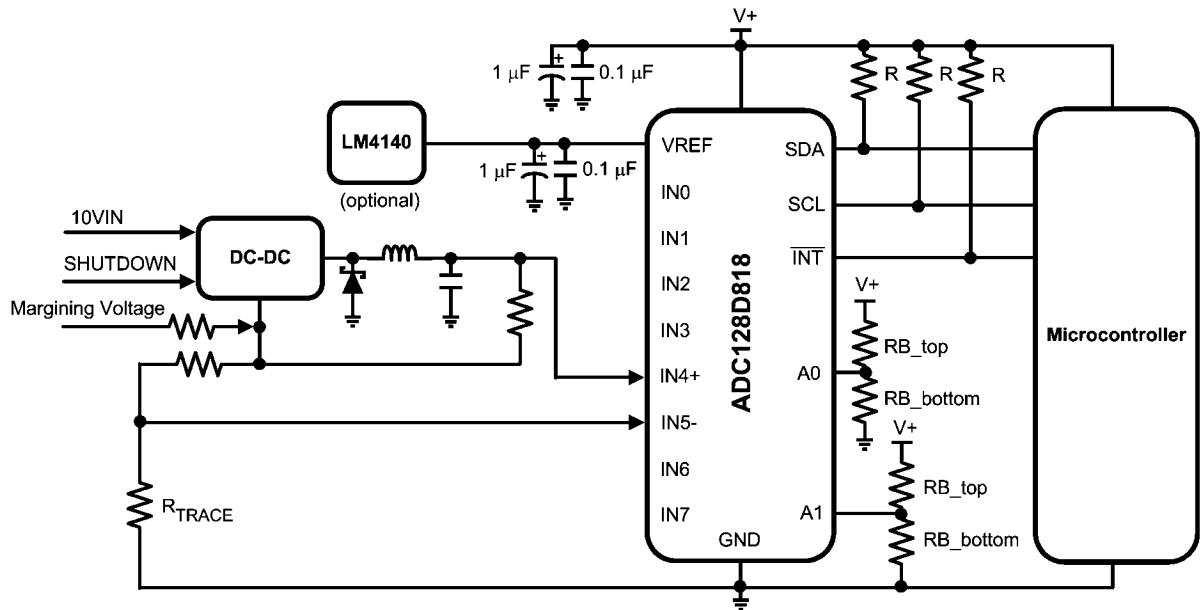 V+
1 µF
+
0.1 µF
R
R
R
LM4140
(optional)
1 µF
+
0.1 µF
VREF
IN0
IN1
IN2
IN3
IN4+
IN5-
IN6
IN7
GND
ADC128D818
SDA
SCL
INT
A0
A1
10VIN
SHUTDOWN
DC-DC
Margining Voltage
R_TRACE
V+
RB_top
RB_bottom
V+
RB_top
RB_bottom
Microcontroller